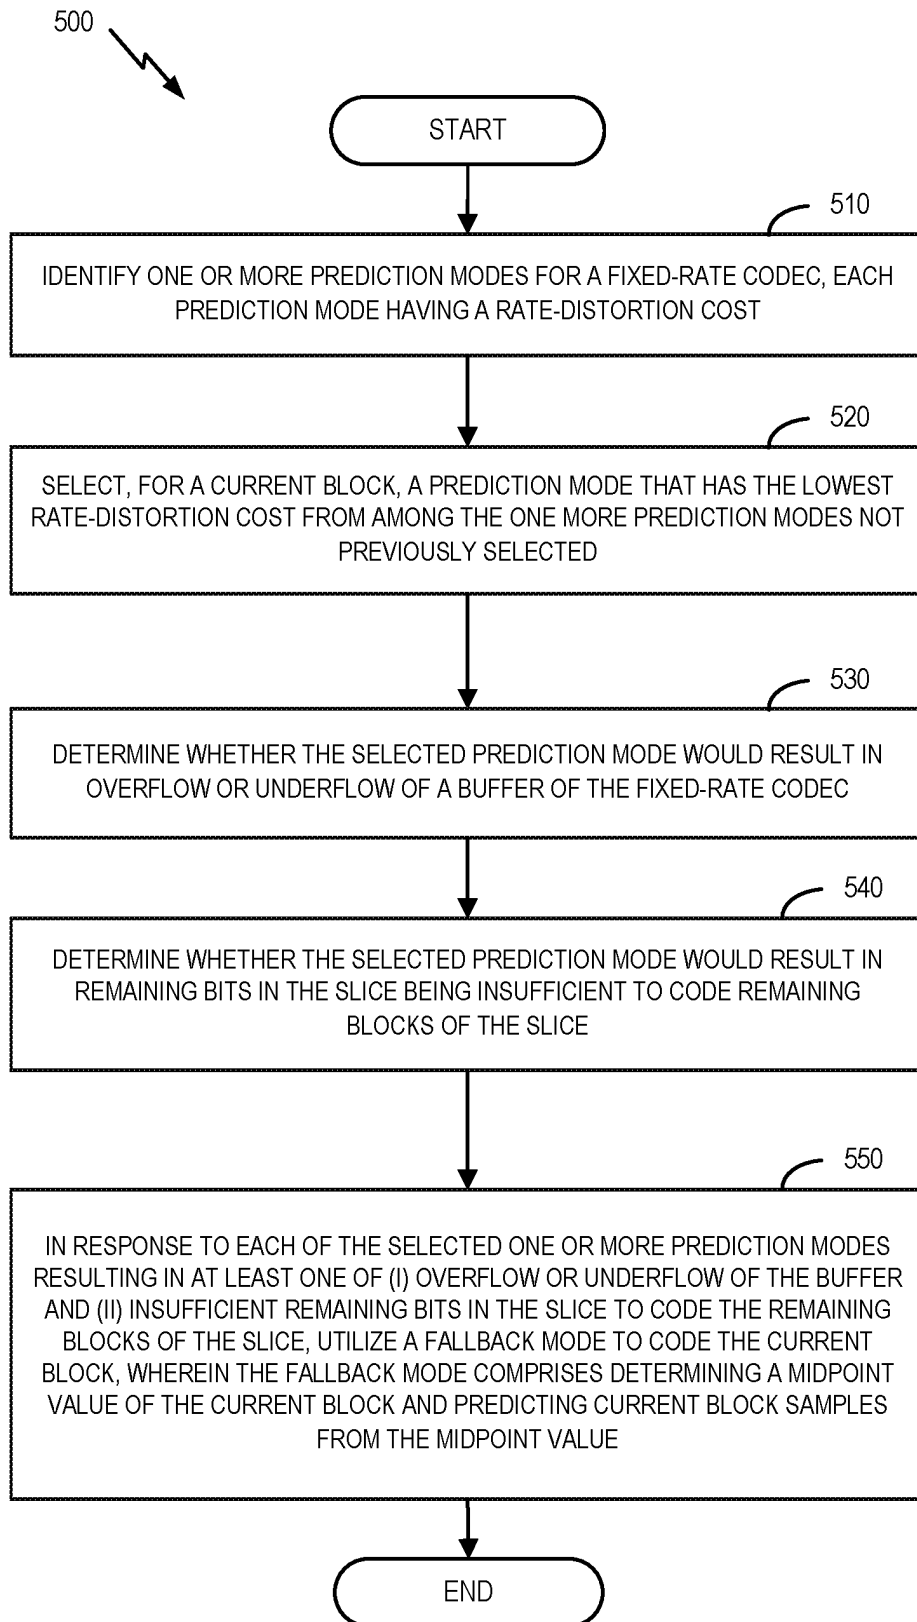 500
START
510
IDENTIFY ONE OR MORE PREDICTION MODES FOR A FIXED-RATE CODEC, EACH
PREDICTION MODE HAVING A RATE-DISTORTION COST
520
SELECT, FOR A CURRENT BLOCK, A PREDICTION MODE THAT HAS THE LOWEST
RATE-DISTORTION COST FROM AMONG THE ONE MORE PREDICTION MODES NOT
PREVIOUSLY SELECTED
530
DETERMINE WHETHER THE SELECTED PREDICTION MODE WOULD RESULT IN
OVERFLOW OR UNDERFLOW OF A BUFFER OF THE FIXED-RATE CODEC
540
DETERMINE WHETHER THE SELECTED PREDICTION MODE WOULD RESULT IN
REMAINING BITS IN THE SLICE BEING INSUFFICIENT TO CODE REMAINING
BLOCKS OF THE SLICE
550
IN RESPONSE TO EACH OF THE SELECTED ONE OR MORE PREDICTION MODES
RESULTING IN AT LEAST ONE OF (I) OVERFLOW OR UNDERFLOW OF THE BUFFER
AND (II) INSUFFICIENT REMAINING BITS IN THE SLICE TO CODE THE REMAINING
BLOCKS OF THE SLICE, UTILIZE A FALLBACK MODE TO CODE THE CURRENT
BLOCK, WHEREIN THE FALLBACK MODE COMPRISES DETERMINING A MIDPOINT
VALUE OF THE CURRENT BLOCK AND PREDICTING CURRENT BLOCK SAMPLES
FROM THE MIDPOINT VALUE
END